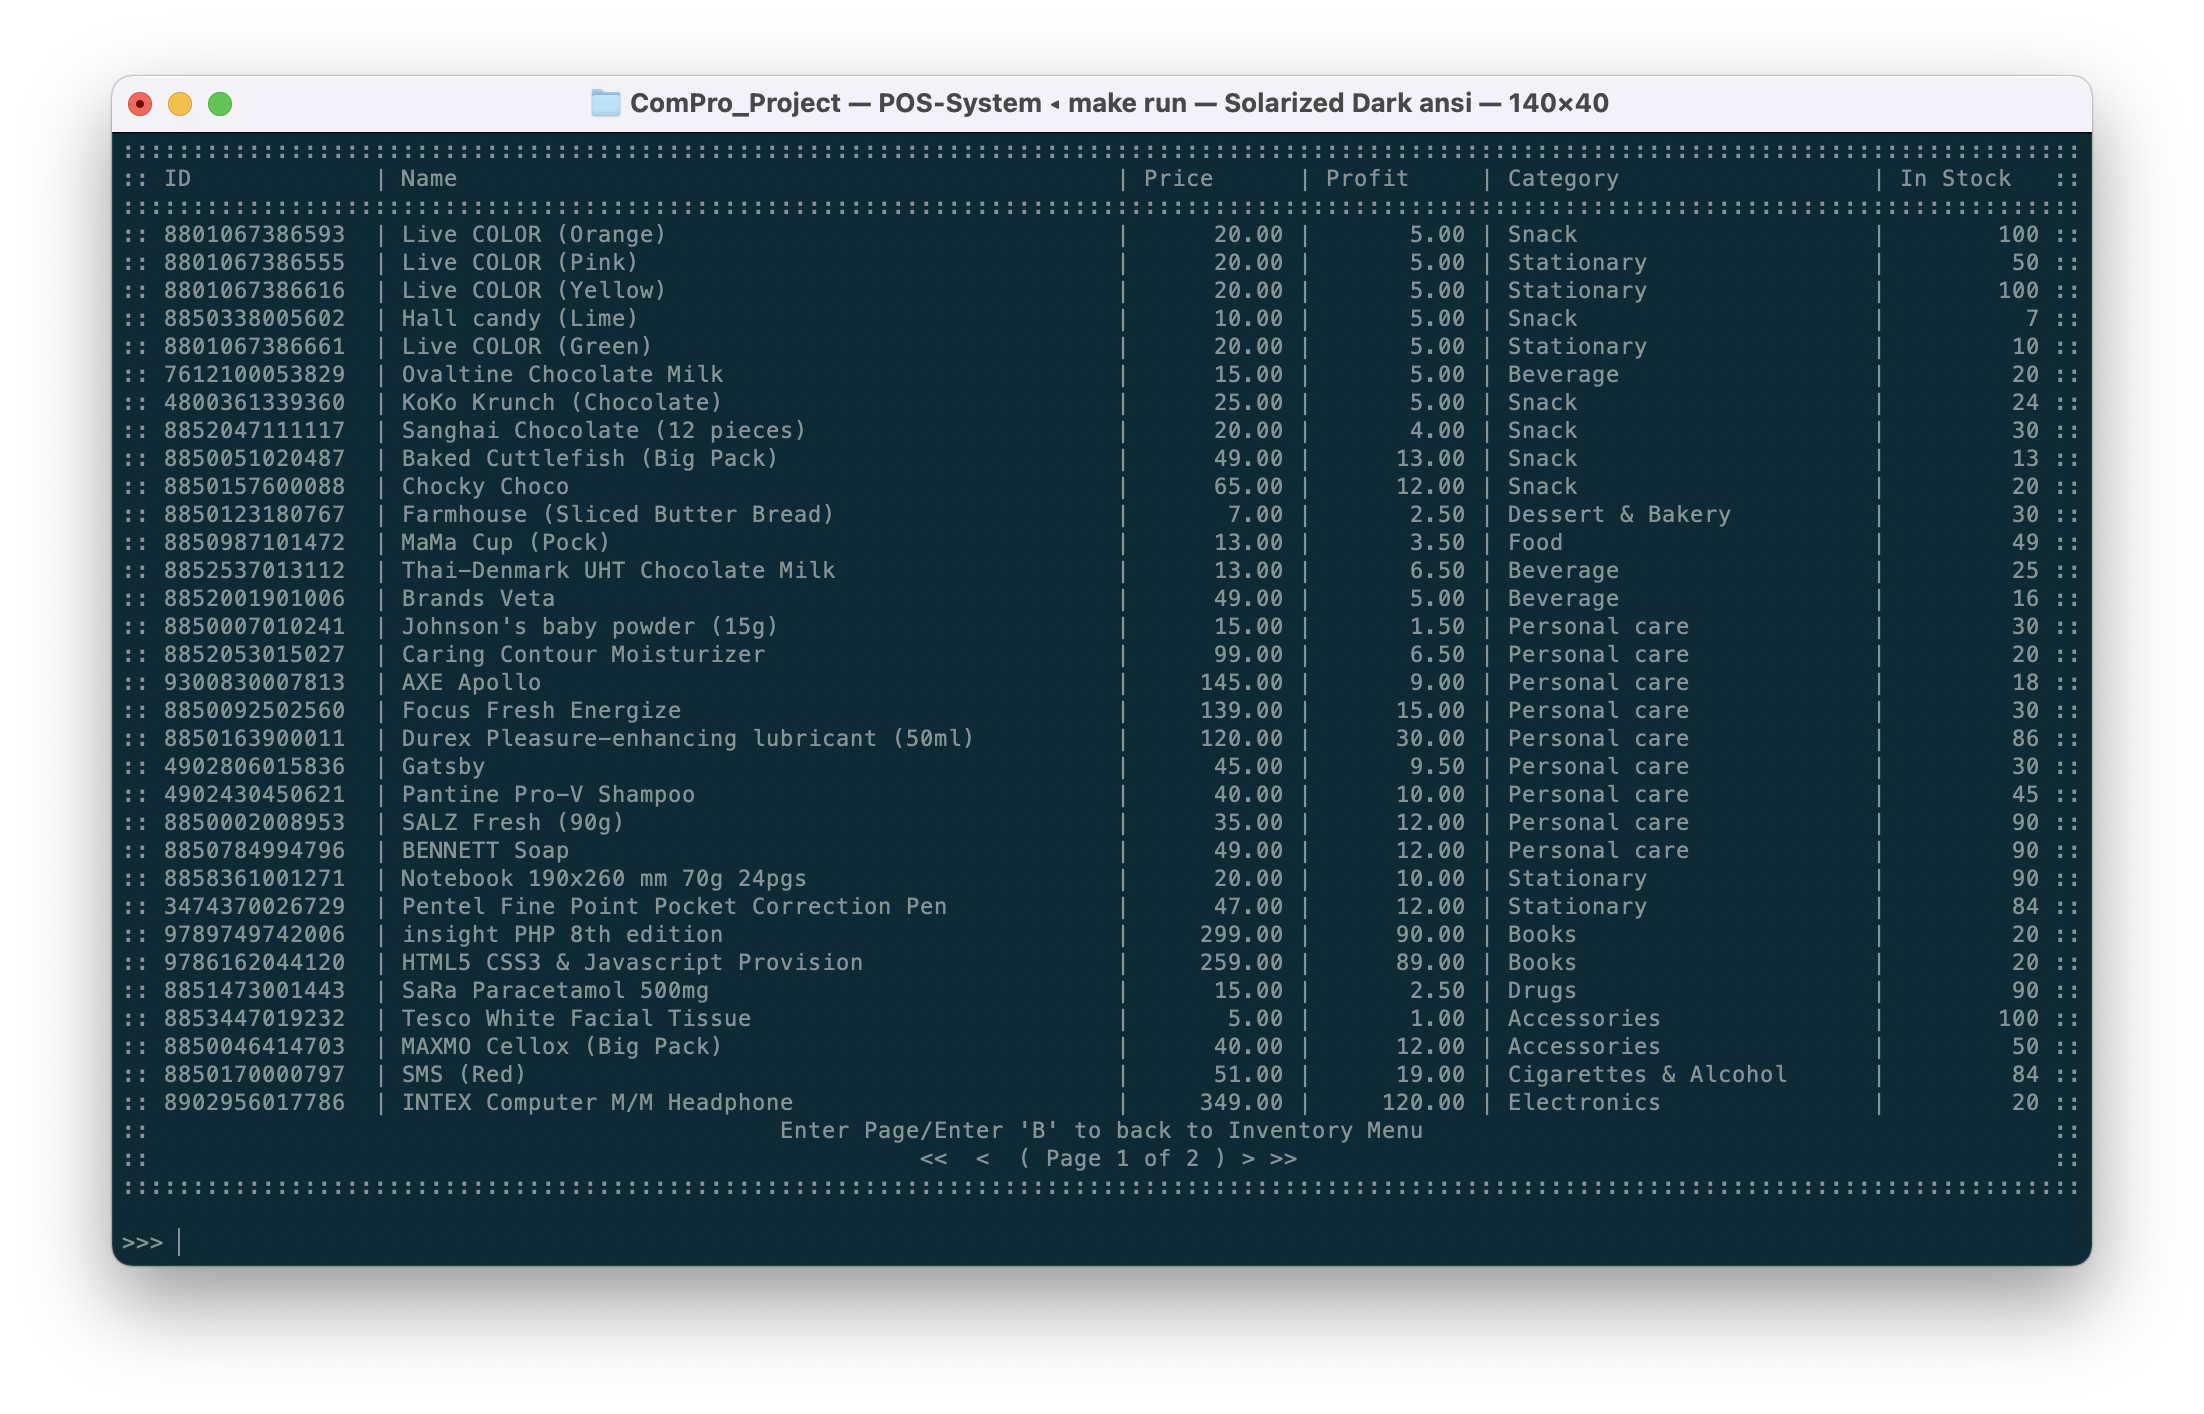 ComPro_Project — POS-System ◂ make run — Solarized Dark ansi — 140×40
::::::::::::::::::::::::::::::::::::::::::::::::::::::::::::::::::::::::::::::::::::::::::::::::::::::::::::::::::::::::::::::::::::::::::::
:: ID | Name | Price | Profit | Category | In Stock ::
::::::::::::::::::::::::::::::::::::::::::::::::::::::::::::::::::::::::::::::::::::::::::::::::::::::::::::::::::::::::::::::::::::::::::::
:: 8801067386593 | Live COLOR (Orange) | 20.00 | 5.00 | Snack | 100 ::
:: 8801067386555 | Live COLOR (Pink) | 20.00 | 5.00 | Stationary | 50 ::
:: 8801067386616 | Live COLOR (Yellow) | 20.00 | 5.00 | Stationary | 100 ::
:: 8850338005602 | Hall candy (Lime) | 10.00 | 5.00 | Snack | 7 ::
:: 8801067386661 | Live COLOR (Green) | 20.00 | 5.00 | Stationary | 10 ::
:: 7612100053829 | Ovaltine Chocolate Milk | 15.00 | 5.00 | Beverage | 20 ::
:: 4800361339360 | KoKo Krunch (Chocolate) | 25.00 | 5.00 | Snack | 24 ::
:: 8852047111117 | Sanghai Chocolate (12 pieces) | 20.00 | 4.00 | Snack | 30 ::
:: 8850051020487 | Baked Cuttlefish (Big Pack) | 49.00 | 13.00 | Snack | 13 ::
:: 8850157600088 | Chocky Choco | 65.00 | 12.00 | Snack | 20 ::
:: 8850123180767 | Farmhouse (Sliced Butter Bread) | 7.00 | 2.50 | Dessert & Bakery | 30 ::
:: 8850987101472 | MaMa Cup (Pock) | 13.00 | 3.50 | Food | 49 ::
:: 8852537013112 | Thai-Denmark UHT Chocolate Milk | 13.00 | 6.50 | Beverage | 25 ::
:: 8852001901006 | Brands Veta | 49.00 | 5.00 | Beverage | 16 ::
:: 8850007010241 | Johnson's baby powder (15g) | 15.00 | 1.50 | Personal care | 30 ::
:: 8852053015027 | Caring Contour Moisturizer | 99.00 | 6.50 | Personal care | 20 ::
:: 9300830007813 | AXE Apollo | 145.00 | 9.00 | Personal care | 18 ::
:: 8850092502560 | Focus Fresh Energize | 139.00 | 15.00 | Personal care | 30 ::
:: 8850163900011 | Durex Pleasure-enhancing lubricant (50ml) | 120.00 | 30.00 | Personal care | 86 ::
:: 4902806015836 | Gatsby | 45.00 | 9.50 | Personal care | 30 ::
:: 4902430450621 | Pantine Pro-V Shampoo | 40.00 | 10.00 | Personal care | 45 ::
:: 8850002008953 | SALZ Fresh (90g) | 35.00 | 12.00 | Personal care | 90 ::
:: 8850784994796 | BENNETT Soap | 49.00 | 12.00 | Personal care | 90 ::
:: 8858361001271 | Notebook 190x260 mm 70g 24pgs | 20.00 | 10.00 | Stationary | 90 ::
:: 3474370026729 | Pentel Fine Point Pocket Correction Pen | 47.00 | 12.00 | Stationary | 84 ::
:: 9789749742006 | insight PHP 8th edition | 299.00 | 90.00 | Books | 20 ::
:: 9786162044120 | HTML5 CSS3 & Javascript Provision | 259.00 | 89.00 | Books | 20 ::
:: 8851473001443 | SaRa Paracetamol 500mg | 15.00 | 2.50 | Drugs | 90 ::
:: 8853447019232 | Tesco White Facial Tissue | 5.00 | 1.00 | Accessories | 100 ::
:: 8850046414703 | MAXMO Cellox (Big Pack) | 40.00 | 12.00 | Accessories | 50 ::
:: 8850170000797 | SMS (Red) | 51.00 | 19.00 | Cigarettes & Alcohol | 84 ::
:: 8902956017786 | INTEX Computer M/M Headphone | 349.00 | 120.00 | Electronics | 20 ::
:: Enter Page/Enter 'B' to back to Inventory Menu ::
:: << < ( Page 1 of 2 ) > >> ::
::::::::::::::::::::::::::::::::::::::::::::::::::::::::::::::::::::::::::::::::::::::::::::::::::::::::::::::::::::::::::::::::::::::::::::
>>>